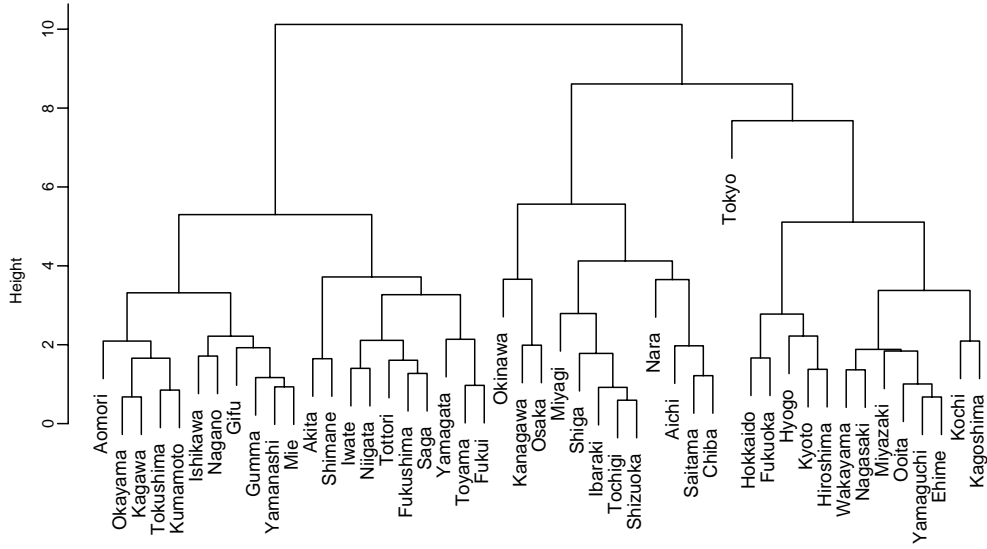 Height
0
2
4
6
8
10
Aomori
Okayama
Kagawa
Tokushima
Kumamoto
Ishikawa
Nagano
Gifu
Gumma
Yamanashi
Mie
Akita
Shimane
Iwate
Niigata
Tottori
Fukushima
Saga
Yamagata
Toyama
Fukui
Okinawa
Kanagawa
Osaka
Miyagi
Shiga
Ibaraki
Tochigi
Shizuoka
Nara
Aichi
Saitama
Chiba
Tokyo
Hokkaido
Fukuoka
Hyogo
Kyoto
Hiroshima
Wakayama
Nagasaki
Miyazaki
Ooita
Yamaguchi
Ehime
Kochi
Kagoshima